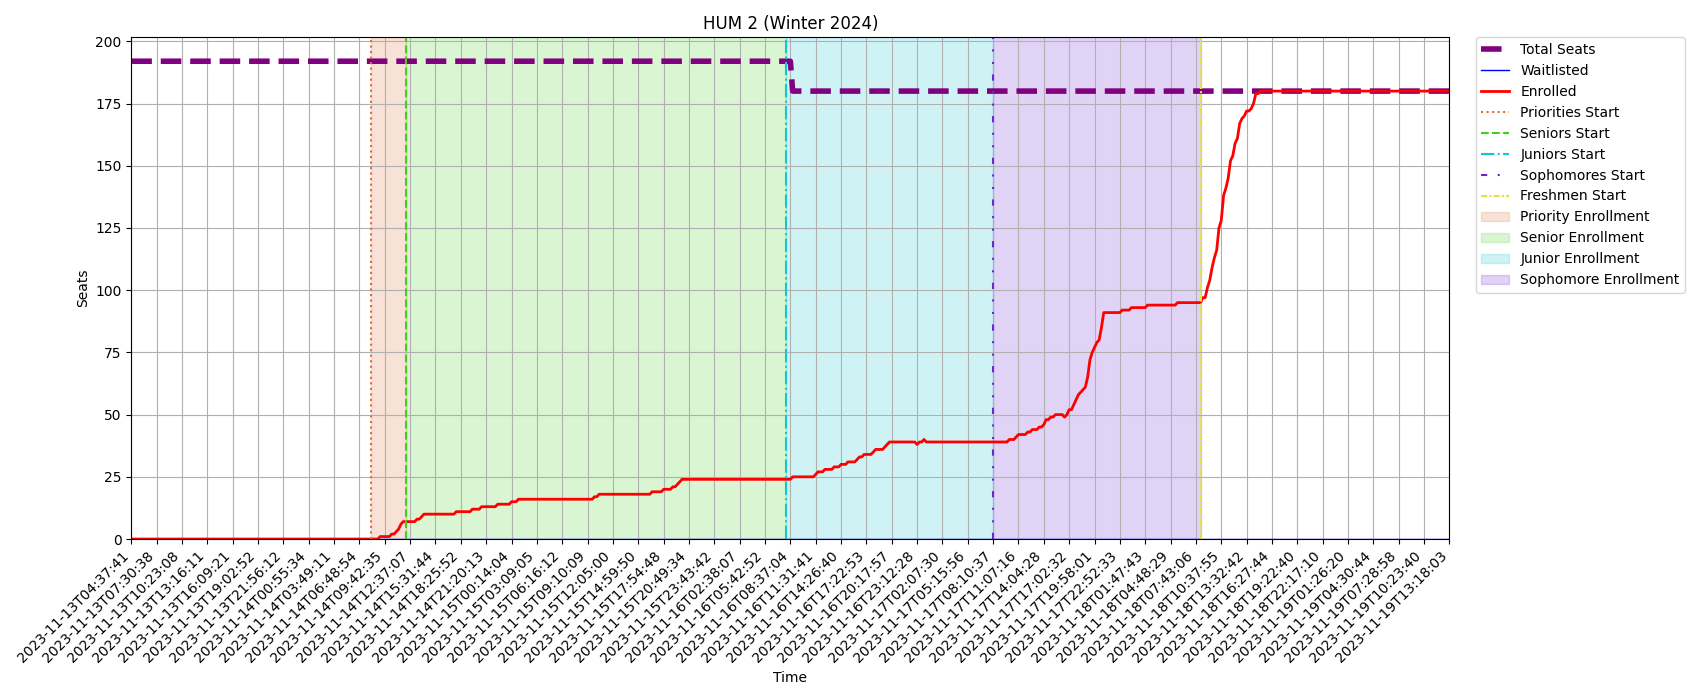 HUM 2 (Winter 2024)
200
175
150
125
100
75
50
25
0
Seats
2023-11-13T04:37:41
2023-11-13T07:30:38
2023-11-13T10:23:08
2023-11-13T13:16:11
2023-11-13T16:09:21
2023-11-13T19:02:52
2023-11-13T21:56:12
2023-11-14T00:55:34
2023-11-14T03:49:11
2023-11-14T06:48:54
2023-11-14T09:42:35
2023-11-14T12:37:07
2023-11-14T15:31:44
2023-11-14T18:25:52
2023-11-14T21:20:13
2023-11-15T00:14:04
2023-11-15T03:09:05
2023-11-15T06:16:12
2023-11-15T09:10:09
2023-11-15T12:05:00
2023-11-15T14:59:50
2023-11-15T17:54:48
2023-11-15T20:49:34
2023-11-15T23:43:42
2023-11-16T02:38:07
2023-11-16T05:42:52
2023-11-16T08:37:04
2023-11-16T11:31:41
2023-11-16T14:26:40
2023-11-16T17:22:53
2023-11-16T20:17:57
2023-11-16T23:12:28
2023-11-17T02:07:30
2023-11-17T05:15:56
2023-11-17T08:10:37
2023-11-17T11:07:16
2023-11-17T14:04:28
2023-11-17T17:02:32
2023-11-17T19:58:01
2023-11-17T22:52:33
2023-11-18T01:47:43
2023-11-18T04:48:29
2023-11-18T07:43:06
2023-11-18T10:37:55
2023-11-18T13:32:42
2023-11-18T16:27:44
2023-11-18T19:22:40
2023-11-18T22:17:10
2023-11-19T01:26:20
2023-11-19T04:30:44
2023-11-19T07:28:58
2023-11-19T10:23:40
2023-11-19T13:18:03
Time
Total Seats
Waitlisted
Enrolled
Priorities Start
Seniors Start
Juniors Start
Sophomores Start
Freshmen Start
Priority Enrollment
Senior Enrollment
Junior Enrollment
Sophomore Enrollment